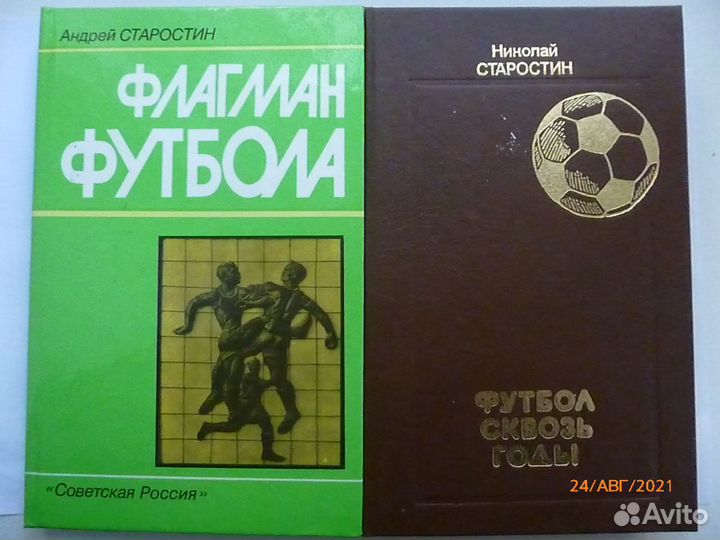 Андрей СТАРОСТИН
ФЛАГМАН
ФУТБОЛА
«Советская Россия»
Николай
СТАРОСТИН
ФУТБОЛ
СКВОЗЬ
ГОДЫ
24/АВГ/2021
Avito